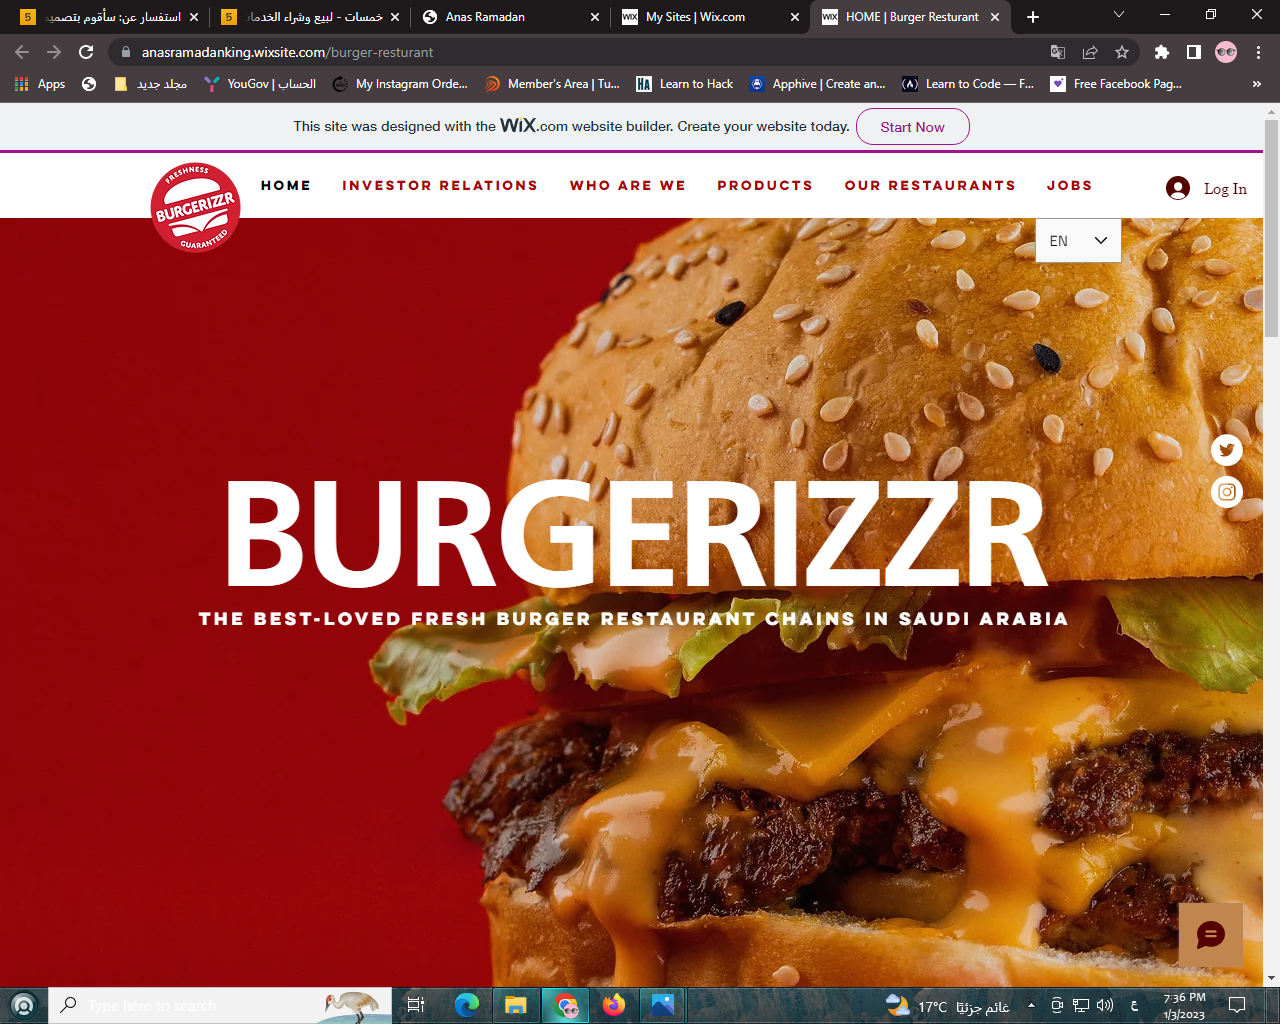 استفسار عن: سأقوم بتصميم
خمسات - لبيع وشراء الخدمات
Anas Ramadan
My Sites | Wix.com
HOME | Burger Resturant
anasramadanking.wixsite.com/burger-resturant
Apps
مجلد جديد
YouGov | الحساب
My Instagram Orde...
Member's Area | Tu...
Learn to Hack
Apphive | Create an...
Learn to Code — F...
Free Facebook Pag...
»
This site was designed with the WiX.com website builder. Create your website today.
Start Now
FRESHNESS
BURGERIZZR
GUARANTEED
HOME
INVESTOR RELATIONS
WHO ARE WE
PRODUCTS
OUR RESTAURANTS
JOBS
Log In
EN
BURGERIZZR
THE BEST-LOVED FRESH BURGER RESTAURANT CHAINS IN SAUDI ARABIA
Type here to search
17°C غائم جزئيًا
ع
7:36 PM
1/3/2023